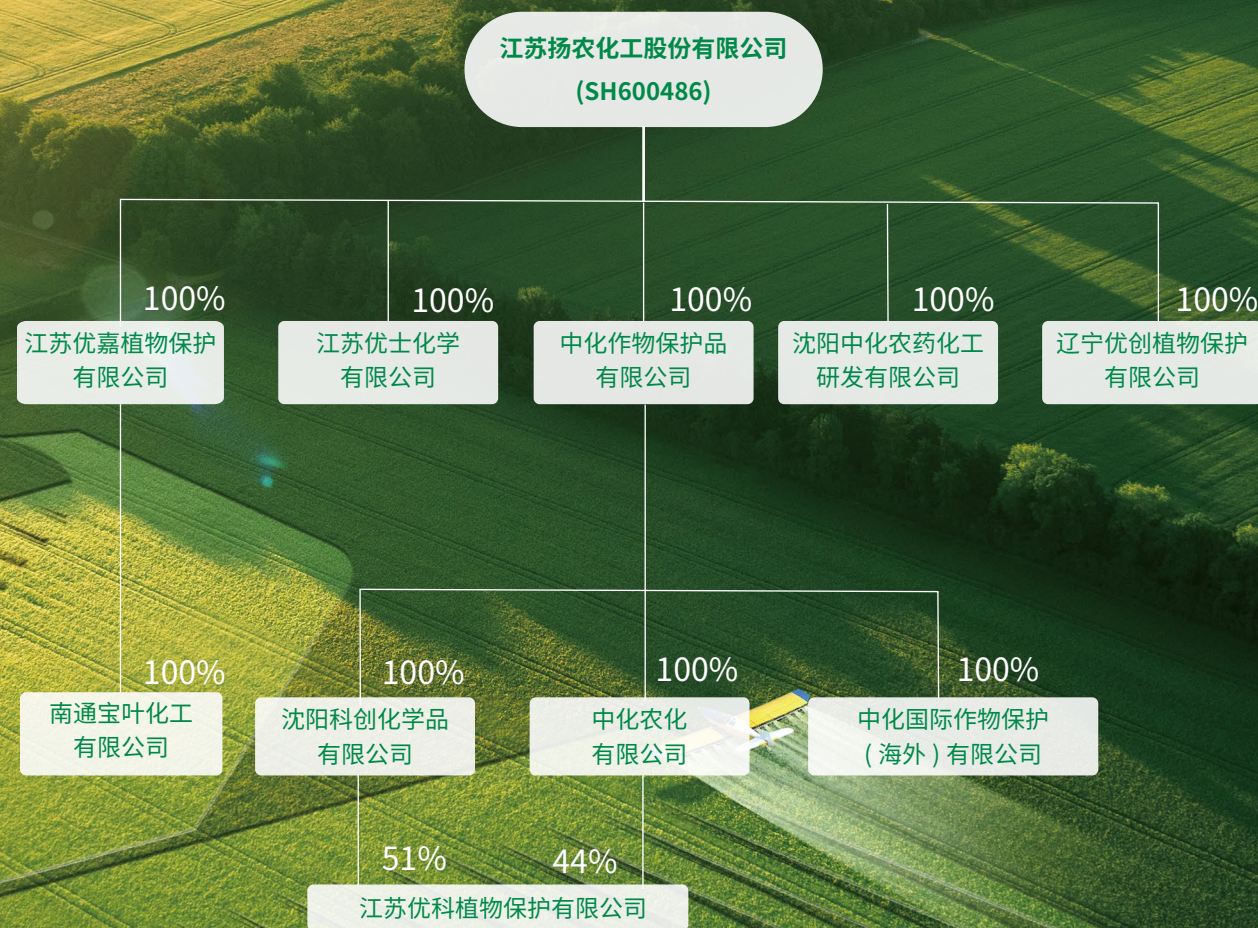 江苏扬农化工股份有限公司
(SH600486)
100%
100%
100%
100%
100%
江苏优嘉植物保护
有限公司
江苏优士化学
有限公司
中化作物保护品
有限公司
沈阳中化农药化工
研发有限公司
辽宁优创植物保护
有限公司
100%
100%
100%
100%
南通宝叶化工
有限公司
沈阳科创化学品
有限公司
中化农化
有限公司
中化国际作物保护
( 海外 ) 有限公司
51%
44%
江苏优科植物保护有限公司